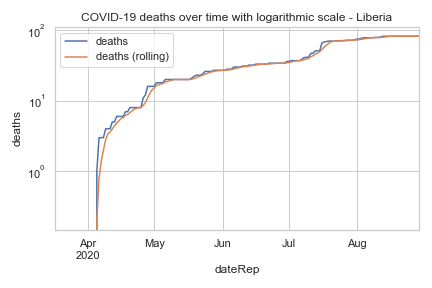 COVID-19 deaths over time with logarithmic scale - Liberia
deaths
deaths (rolling)
10²
10¹
10⁰
deaths
Apr
2020
May
Jun
Jul
Aug
dateRep